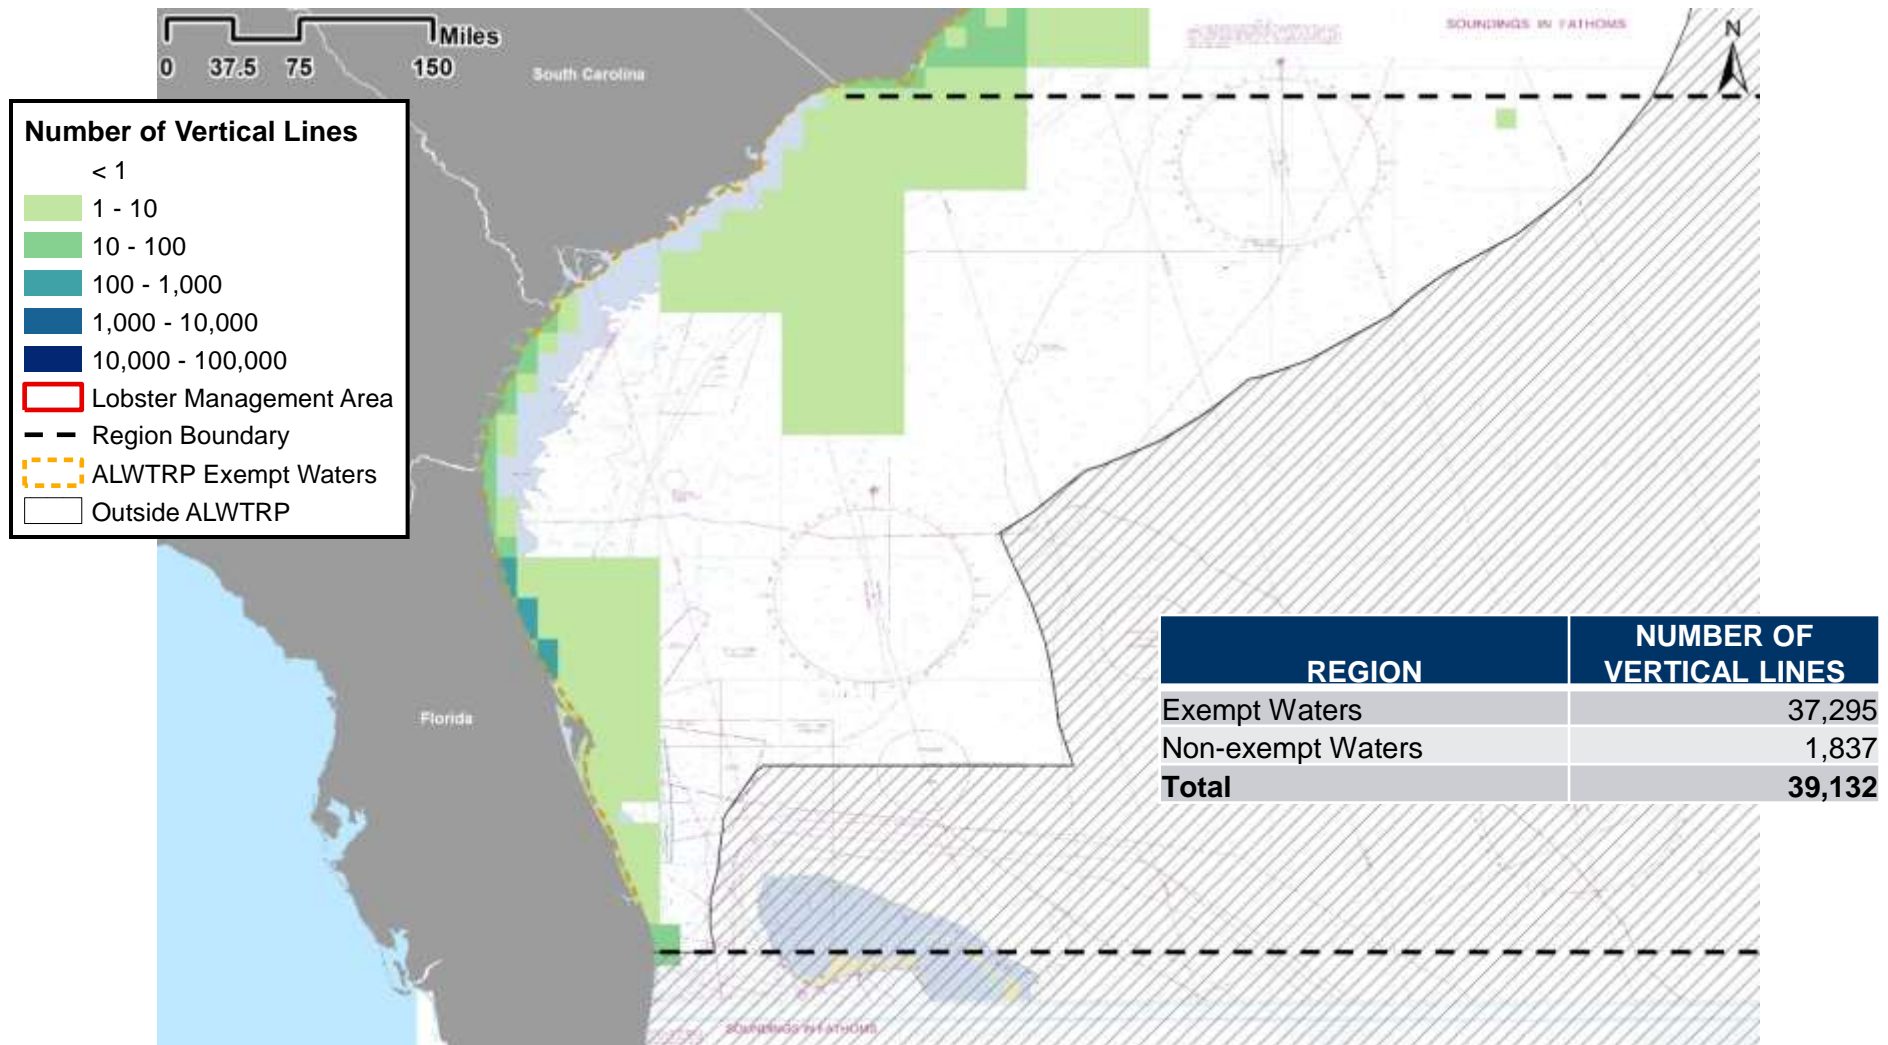 SOUNDINGS IN FATHOMS
N
Miles
0 37.5 75 150
South Carolina
Number of Vertical Lines
< 1
1 - 10
10 - 100
100 - 1,000
1,000 - 10,000
10,000 - 100,000
Lobster Management Area
Region Boundary
ALWTRP Exempt Waters
Outside ALWTRP
Florida
REGION NUMBER OF
VERTICAL LINES
Exempt Waters 37,295
Non-exempt Waters 1,837
Total 39,132
SOUNDINGS IN FATHOMS